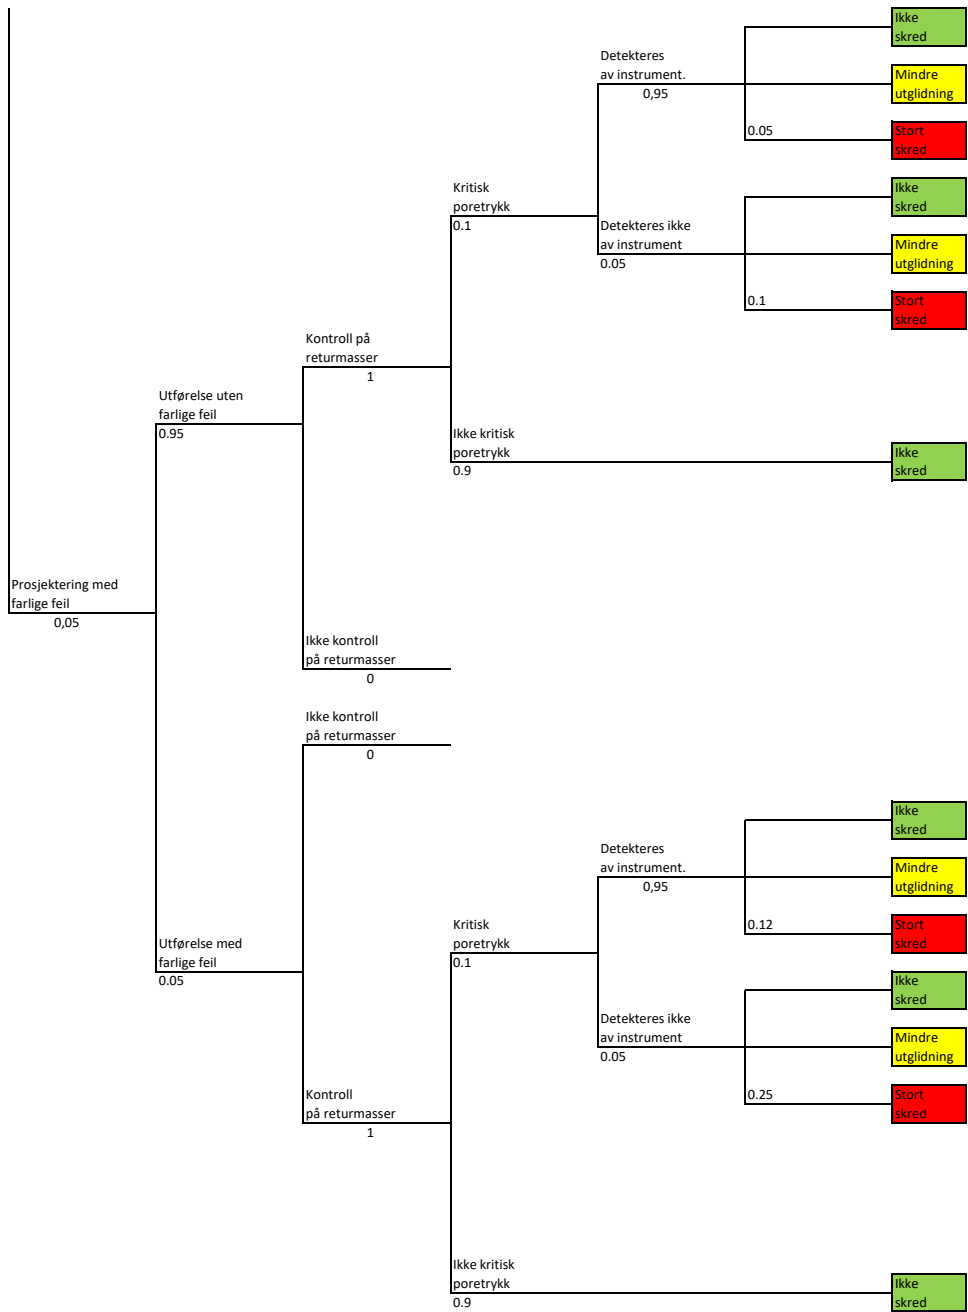 Ikke
skred
Detekteres
av instrument.
0,95
Mindre
utglidning
0.05
Stort
skred
Kritisk
poretrykk
0.1
Ikke
skred
Detekteres ikke
av instrument
0.05
Mindre
utglidning
0.1
Stort
skred
Kontroll på
returmasser
1
Utførelse uten
farlige feil
0.95
Ikke kritisk
poretrykk
0.9
Ikke
skred
Prosjektering med
farlige feil
0,05
Ikke kontroll
på returmasser
0
Ikke kontroll
på returmasser
0
Ikke
skred
Detekteres
av instrument.
0,95
Mindre
utglidning
0.12
Stort
skred
Kritisk
poretrykk
0.1
Utførelse med
farlige feil
0.05
Ikke
skred
Detekteres ikke
av instrument
0.05
Mindre
utglidning
0.25
Stort
skred
Kontroll
på returmasser
1
Ikke kritisk
poretrykk
0.9
Ikke
skred